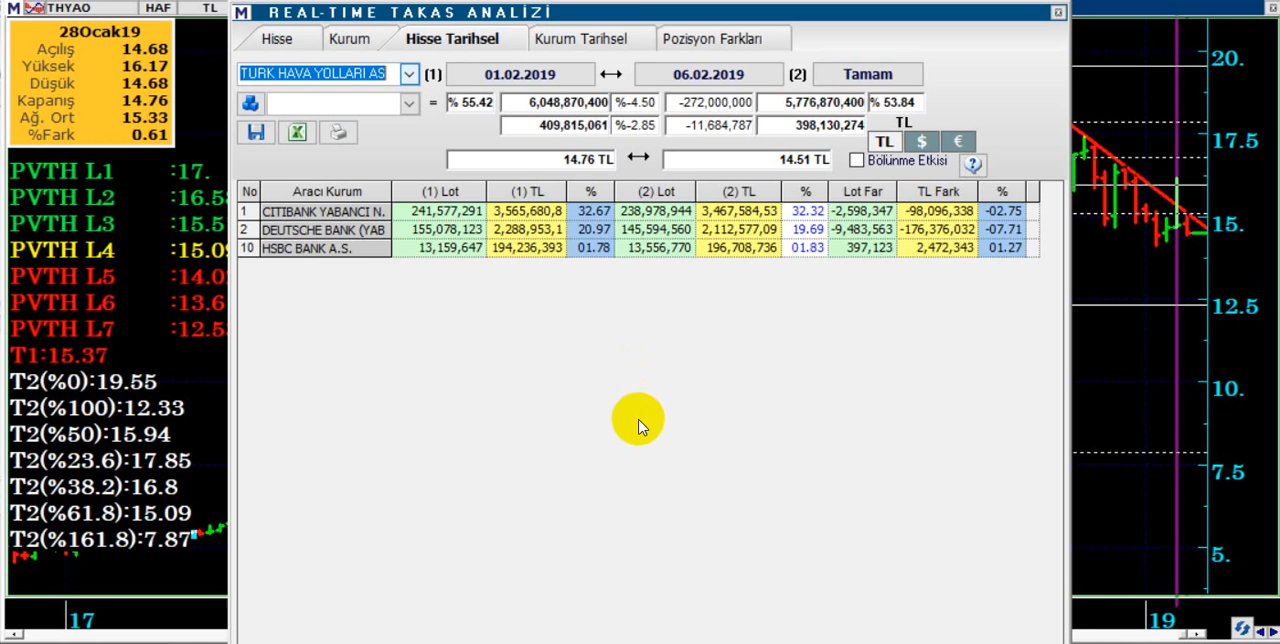 M THYAO HAF TL
28Ocak19
Açılış 14.68
Yüksek 16.17
Düşük 14.68
Kapanış 14.76
Ağ. Ort 15.33
%Fark 0.61
PVTH L1 :17.
PVTH L2 :16.58
PVTH L3 :15.5
PVTH L4 :15.09
PVTH L5 :14.0
PVTH L6 :13.6
PVTH L7 :12.5
T1:15.37
T2(%0):19.55
T2(%100):12.33
T2(%50):15.94
T2(%23.6):17.85
T2(%38.2):16.8
T2(%61.8):15.09
T2(%161.8):7.87
17
M REAL-TIME TAKAS ANALİZİ
Hisse Kurum Hisse Tarihsel Kurum Tarihsel Pozisyon Farkları
TURK HAVA YOLLARI AS (1) 01.02.2019 06.02.2019 (2) Tamam
= % 55.42 6,048,870,400 %-4.50 -272,000,000 5,776,870,400 % 53.84
409,815,061 %-2.85 -11,684,787 398,130,274 TL
TL $ €
14.76 TL 14.51 TL Bölünme Etkisi
No Aracı Kurum (1) Lot (1) TL % (2) Lot (2) TL % Lot Far TL Fark %
1 CITIBANK YABANCI N. 241,577,291 3,565,680,8 32.67 238,978,944 3,467,584,53 32.32 -2,598,347 -98,096,338 -02.75
2 DEUTSCHE BANK (YAB 155,078,123 2,288,953,1 20.97 145,594,560 2,112,577,09 19.69 -9,483,563 -176,376,032 -07.71
10 HSBC BANK A.S. 13,159,647 194,236,393 01.78 13,556,770 196,708,736 01.83 397,123 2,472,343 01.27
20.
17.5
15.
12.5
10.
7.5
5.
19